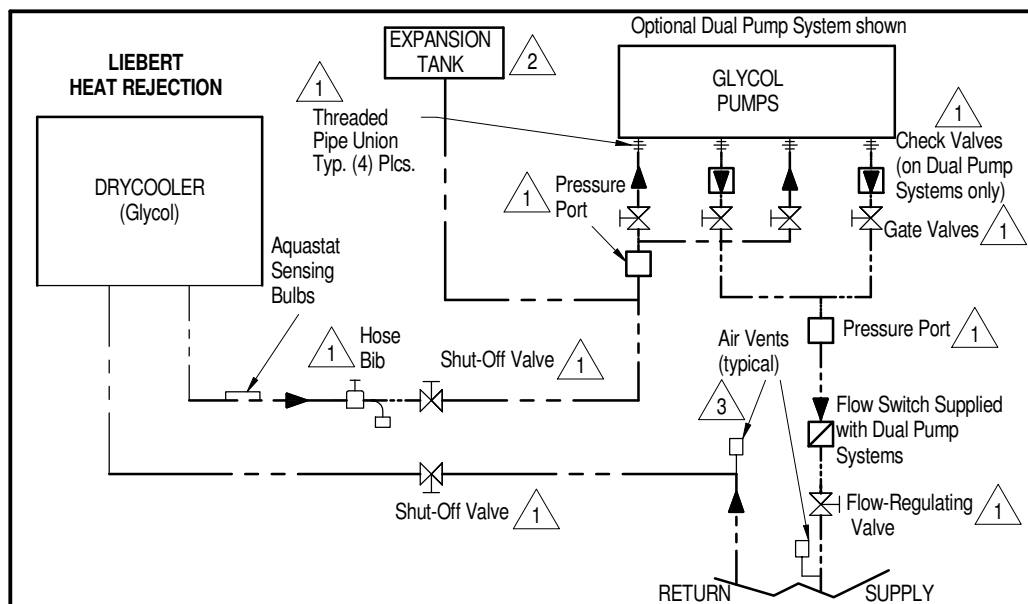 Optional Dual Pump System shown
LIEBERT
HEAT REJECTION
EXPANSION
TANK
2
GLYCOL
PUMPS
1
Threaded
Pipe Union
Typ. (4) Plcs.
1
Check Valves
(on Dual Pump
Systems only)
DRYCOOLER
(Glycol)
1
Pressure
Port
Gate Valves
1
Aquastat
Sensing
Bulbs
1
Hose
Bib
Shut-Off Valve
1
Air Vents
(typical)
Pressure Port
1
3
Flow Switch Supplied
with Dual Pump
Systems
Shut-Off Valve
1
Flow-Regulating
Valve
1
RETURN
SUPPLY